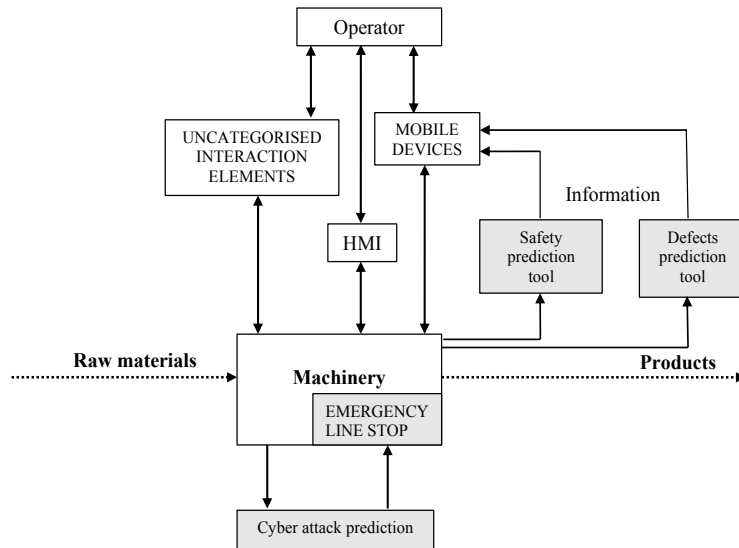 Operator
UNCATEGORISED
INTERACTION
ELEMENTS
MOBILE
DEVICES
Information
HMI
Safety
prediction
tool
Defects
prediction
tool
Raw materials
Machinery
Products
EMERGENCY
LINE STOP
Cyber attack prediction